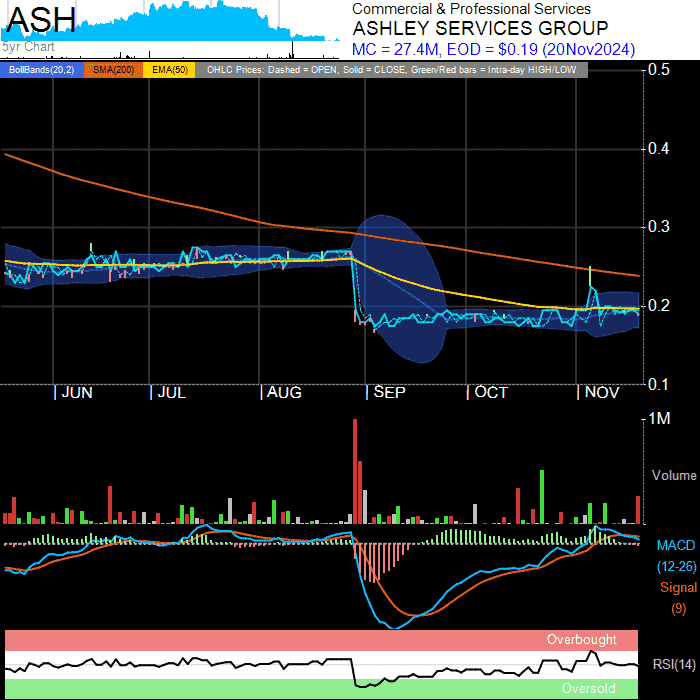 ASH
5yr Chart
Commercial & Professional Services
ASHLEY SERVICES GROUP
MC = 27.4M, EOD = $0.19 (20Nov2024)
BollBands(20,2) SMA(200) EMA(50) OHLC Prices: Dashed = OPEN, Solid = CLOSE, Green/Red bars = Intra-day HIGH/LOW
0.5
0.4
0.3
0.2
0.1
| JUN | JUL | AUG | SEP | OCT | NOV
1M
Volume
MACD
(12-26)
Signal
(9)
Overbought
RSI(14)
Oversold